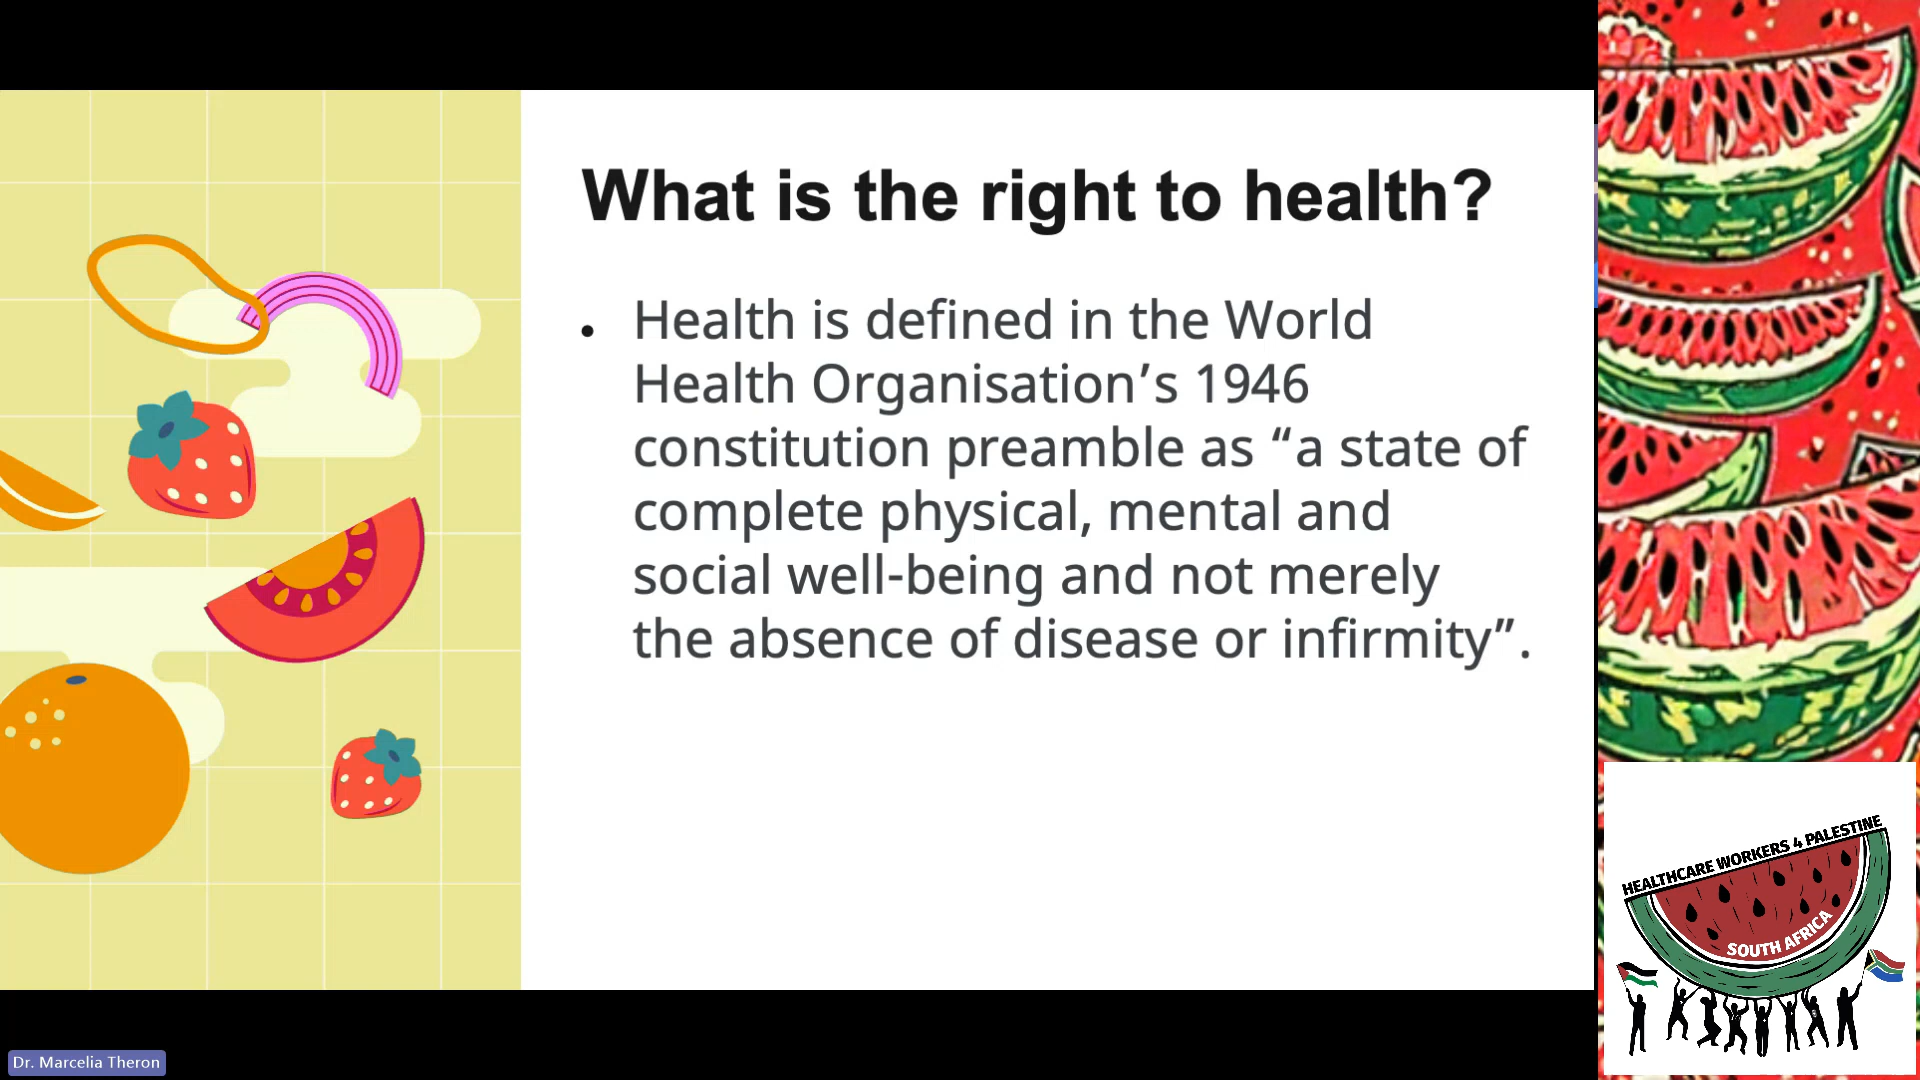 What is the right to health?
• Health is defined in the World
Health Organisation’s 1946
constitution preamble as “a state of
complete physical, mental and
social well-being and not merely
the absence of disease or infirmity”.
HEALTHCARE WORKERS 4 PALESTINE
SOUTH AFRICA
Dr. Marcelia Theron